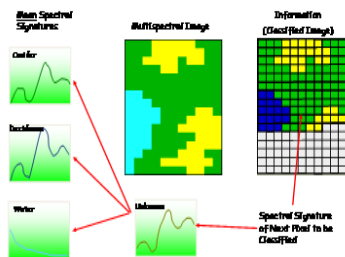 Mean Spectral
Signatures
Multispectral Image
Information
(Classified Image)
Conifer
Deciduous
Water
Unknown
Spectral Signature
of Next Pixel to be
Classified